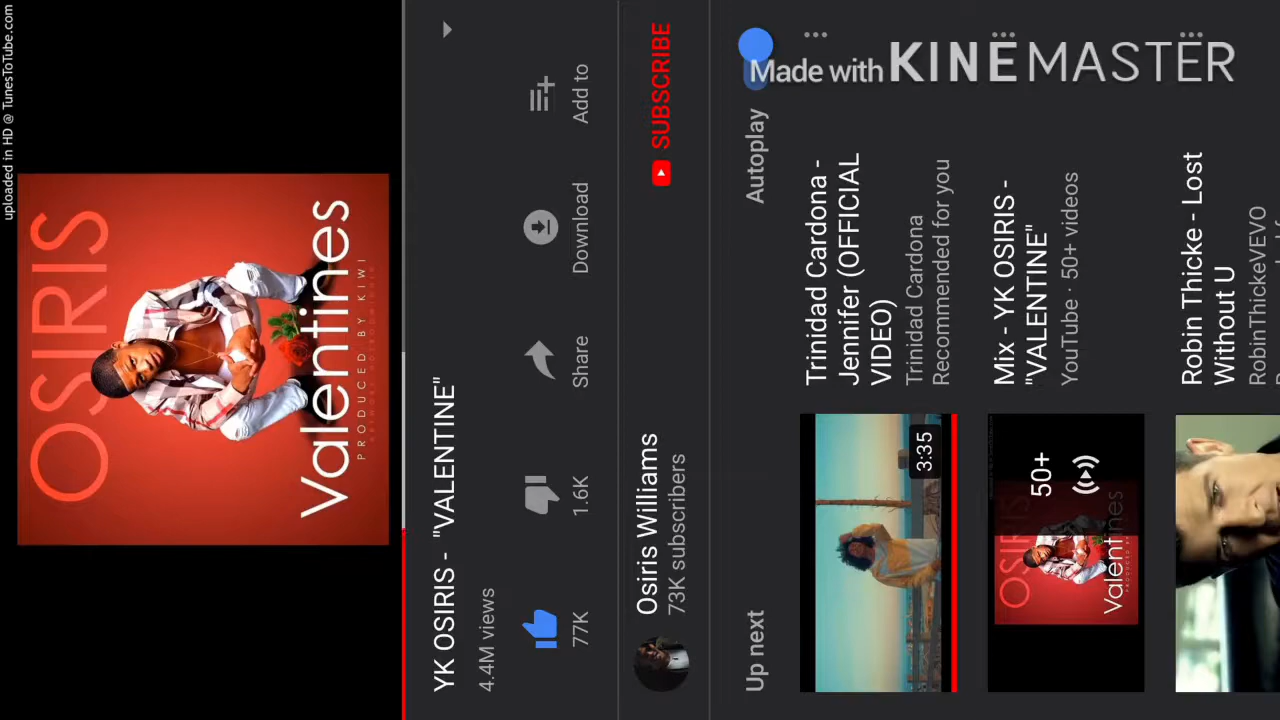 uploaded in HD @ TunesToTube.com
OSIRIS
Valentines
PRODUCED BY KIWI
YK OSIRIS - "VALENTINE"
4.4M views
77K
1.6K
Share
Download
Add to
Osiris Williams
73K subscribers
SUBSCRIBE
Up next
Autoplay
Made with KINEMASTER
3:35
Trinidad Cardona -
Jennifer (OFFICIAL
VIDEO)
Trinidad Cardona
Recommended for you
OSIRIS
Valentines
50+
Mix - YK OSIRIS -
"VALENTINE"
YouTube · 50+ videos
Robin Thicke - Lost
Without U
RobinThickeVEVO